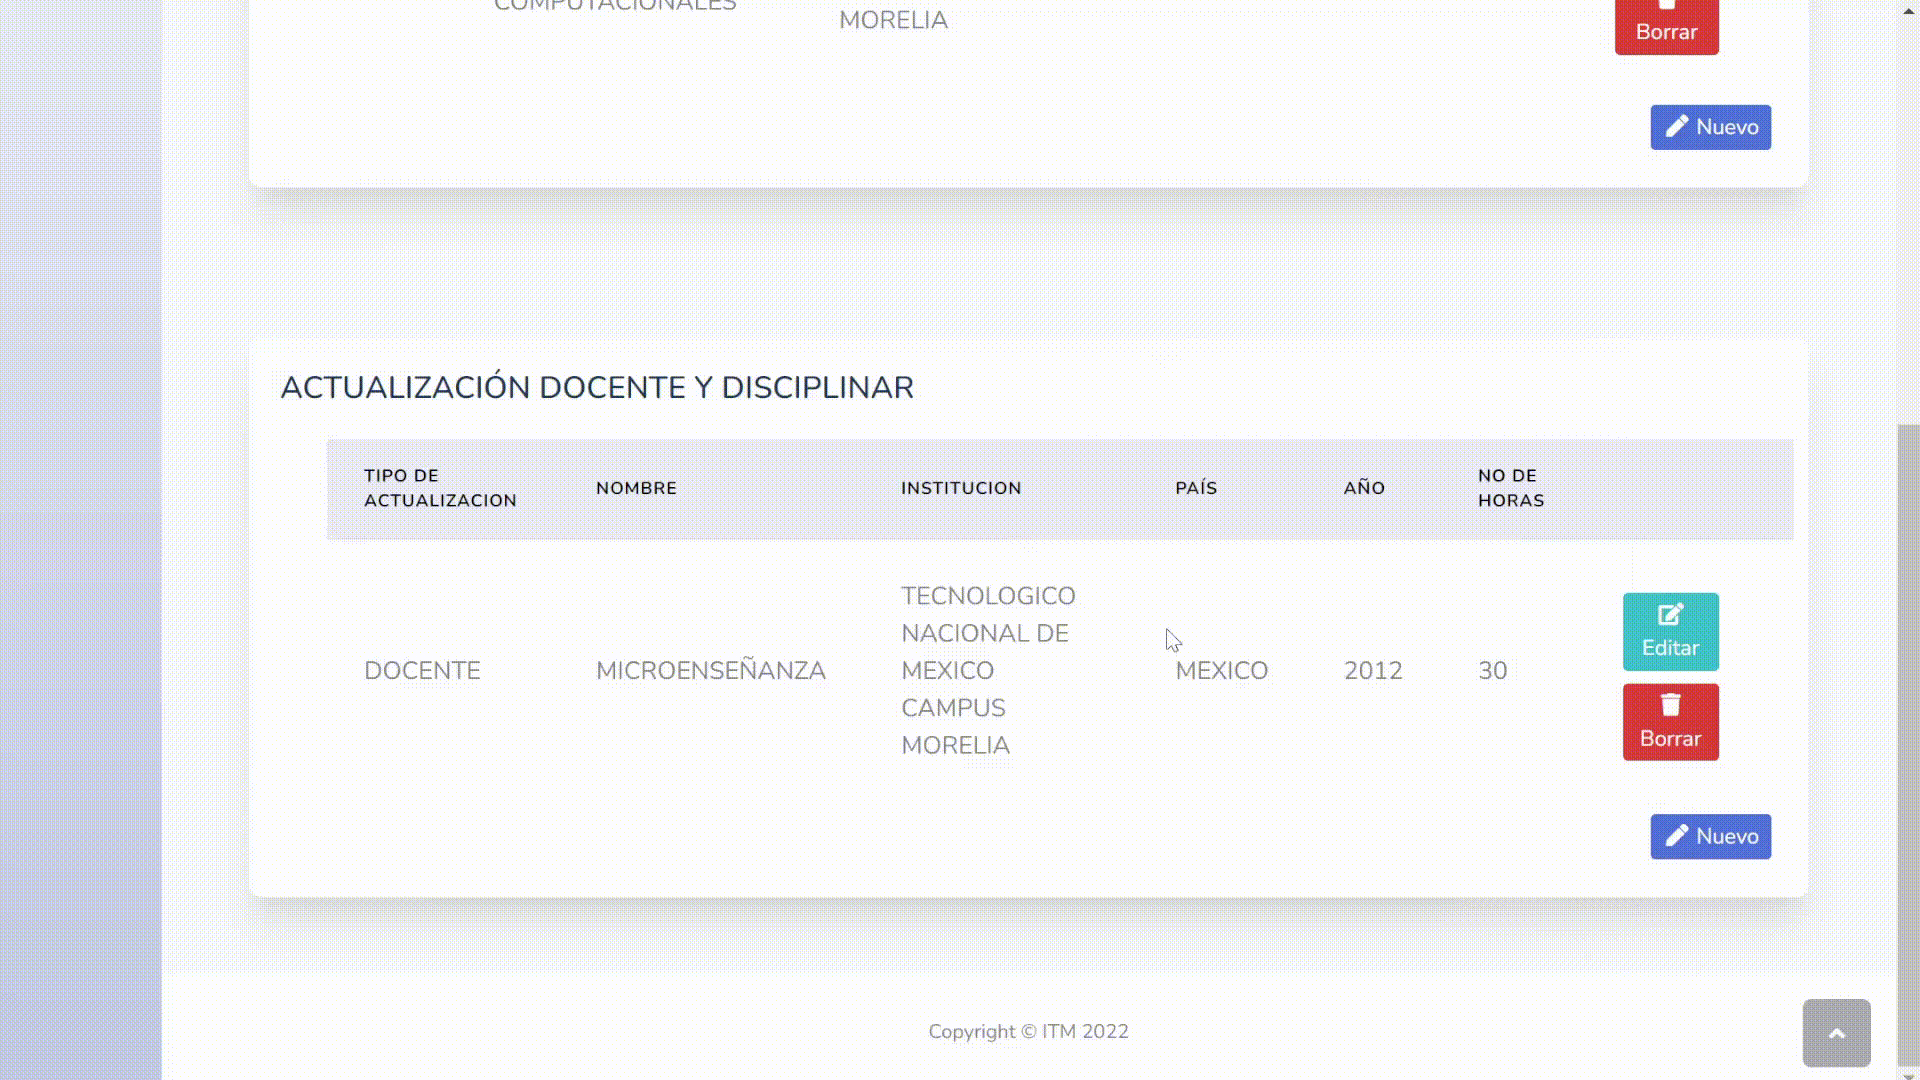 COMPUTACIONALES
MORELIA
Borrar
Nuevo
ACTUALIZACIÓN DOCENTE Y DISCIPLINAR
TIPO DE
ACTUALIZACION
NOMBRE
INSTITUCION
PAÍS
AÑO
NO DE
HORAS
DOCENTE
MICROENSEÑANZA
TECNOLOGICO
NACIONAL DE
MEXICO
CAMPUS
MORELIA
MEXICO
2012
30
Editar
Borrar
Nuevo
Copyright © ITM 2022